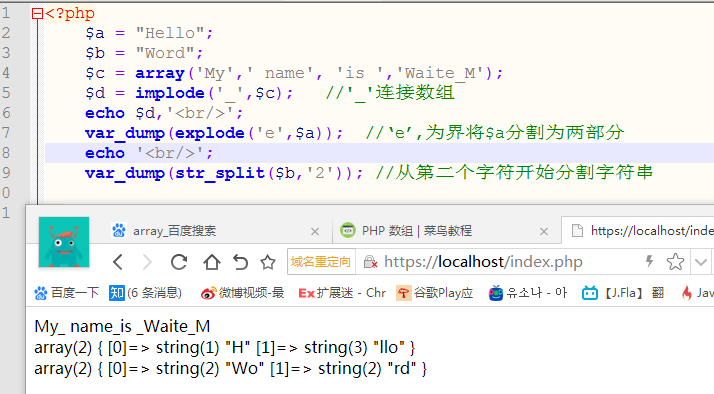 1 <?php
2 $a = "Hello";
3 $b = "Word";
4 $c = array('My',' name', 'is ','Waite_M');
5 $d = implode('_',$c); //'_'连接数组
6 echo $d,'<br/>';
7 var_dump(explode('e',$a)); //‘e’,为界将$a分割为两部分
8 echo '<br/>';
9 var_dump(str_split($b,'2')); //从第二个字符开始分割字符串
0
1
array_百度搜索 × PHP 数组 | 菜鸟教程 × https://localhost/inde
域名重定向 https://localhost/index.php
百度一下 知 (6 条消息) 微博视频-最 Ex 扩展迷 - Chr 谷歌Play应 유소나 - 아 【J.Fla】 翻 Jav
My_ name_is _Waite_M
array(2) { [0]=> string(1) "H" [1]=> string(3) "llo" }
array(2) { [0]=> string(2) "Wo" [1]=> string(2) "rd" }